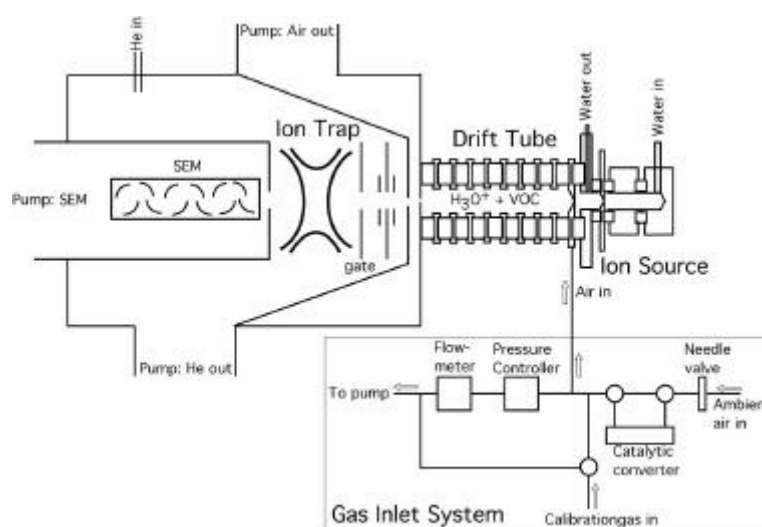 He in
Pump: Air out
Water out
Water in
Ion Trap
Drift Tube
SEM
Pump: SEM
H₃O⁺ + VOC
gate
Ion Source
Air in
Pump: He out
Flow-
meter
Pressure
Controller
Needle
valve
To pump
Ambien
air in
Catalytic
converter
Gas Inlet System
Calibrationgas in